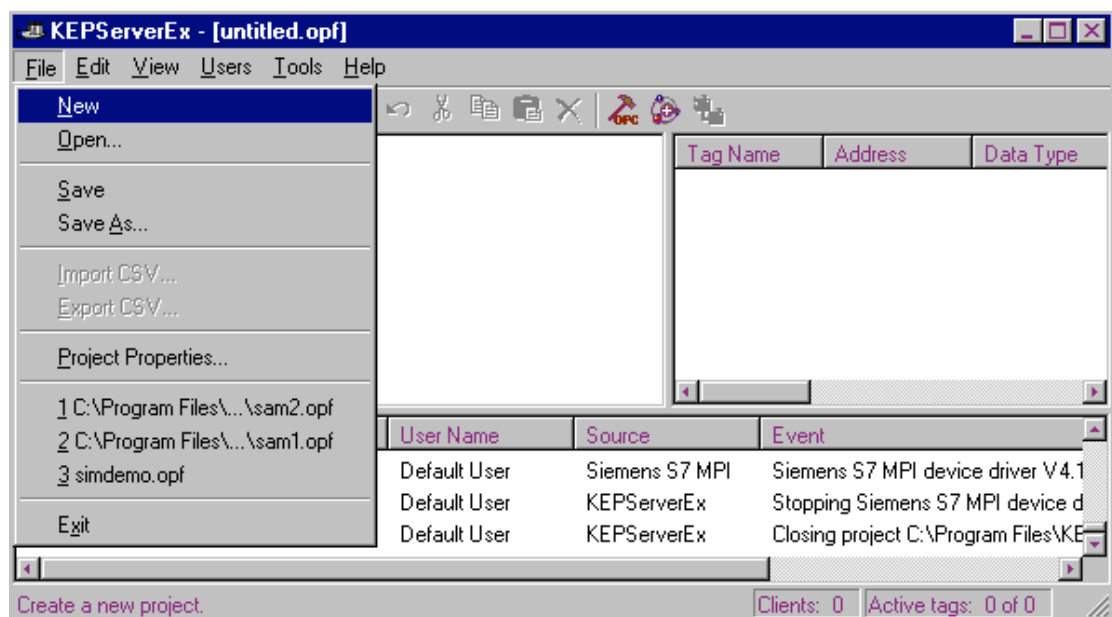 KEPServerEx - [untitled.opf]
File Edit View Users Tools Help
New
Open...
Save
Save As...
Import CSV...
Export CSV...
Project Properties...
1 C:\Program Files\...\sam2.opf
2 C:\Program Files\...\sam1.opf
3 simdemo.opf
Exit
OPC
Tag Name Address Data Type
User Name Source Event
Default User Siemens S7 MPI Siemens S7 MPI device driver V4.1
Default User KEPServerEx Stopping Siemens S7 MPI device d
Default User KEPServerEx Closing project C:\Program Files\KE
Create a new project. Clients: 0 Active tags: 0 of 0